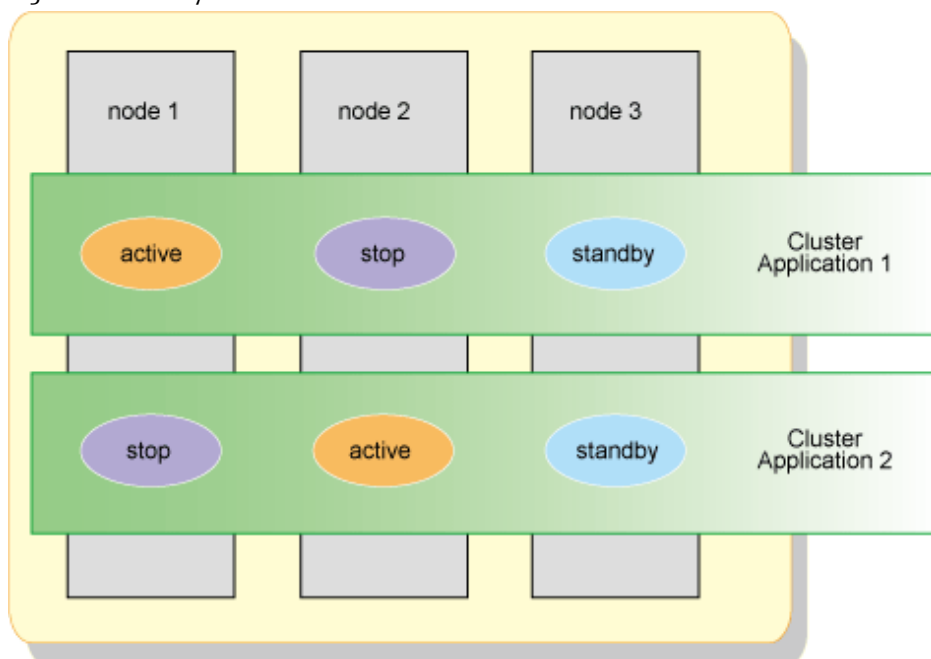 node 1
node 2
node 3
active
stop
standby
Cluster
Application 1
stop
active
standby
Cluster
Application 2